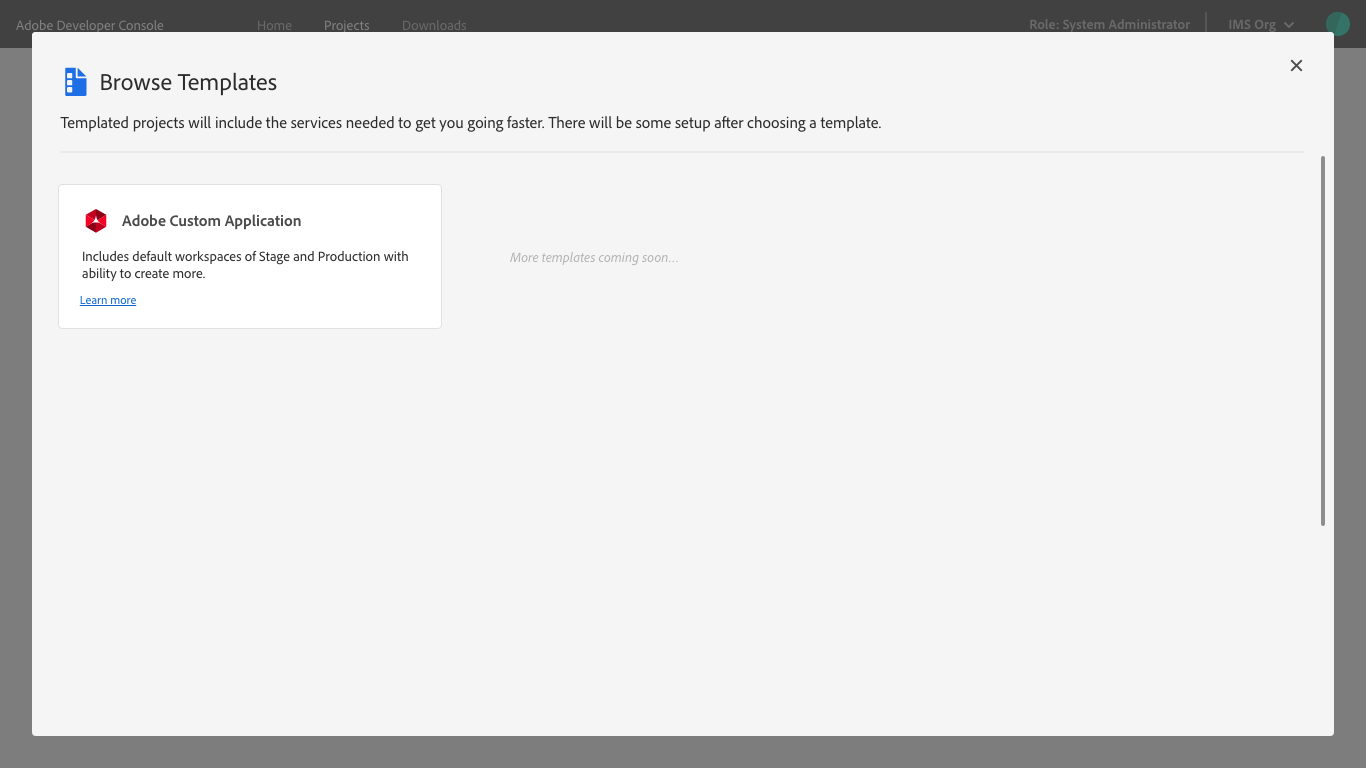 Adobe Developer Console Home Projects Downloads Role: System Administrator IMS Org
Browse Templates
Templated projects will include the services needed to get you going faster. There will be some setup after choosing a template.
Adobe Custom Application
Includes default workspaces of Stage and Production with
ability to create more.
More templates coming soon...
Learn more